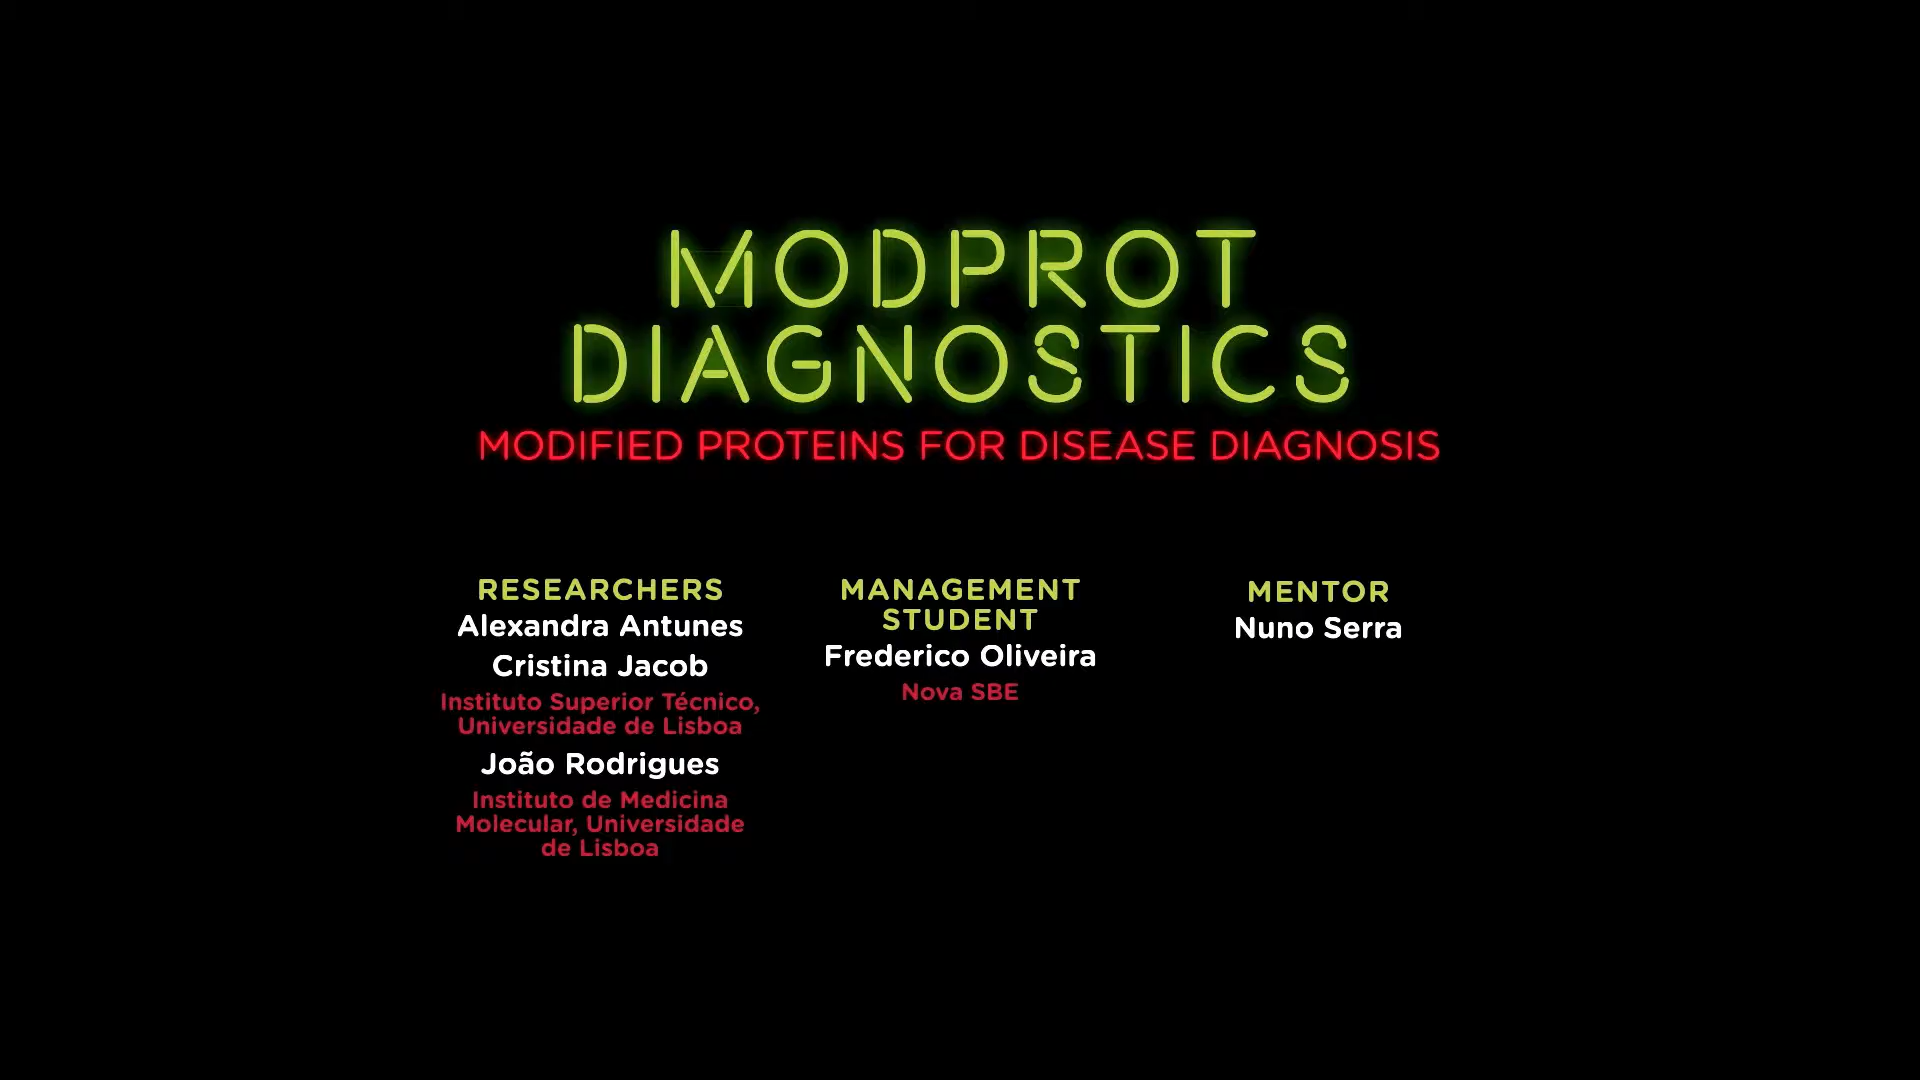 MODPROT
DIAGNOSTICS
MODIFIED PROTEINS FOR DISEASE DIAGNOSIS
RESEARCHERS
Alexandra Antunes
Cristina Jacob
Instituto Superior Técnico,
Universidade de Lisboa
João Rodrigues
Instituto de Medicina
Molecular, Universidade
de Lisboa
MANAGEMENT
STUDENT
Frederico Oliveira
Nova SBE
MENTOR
Nuno Serra